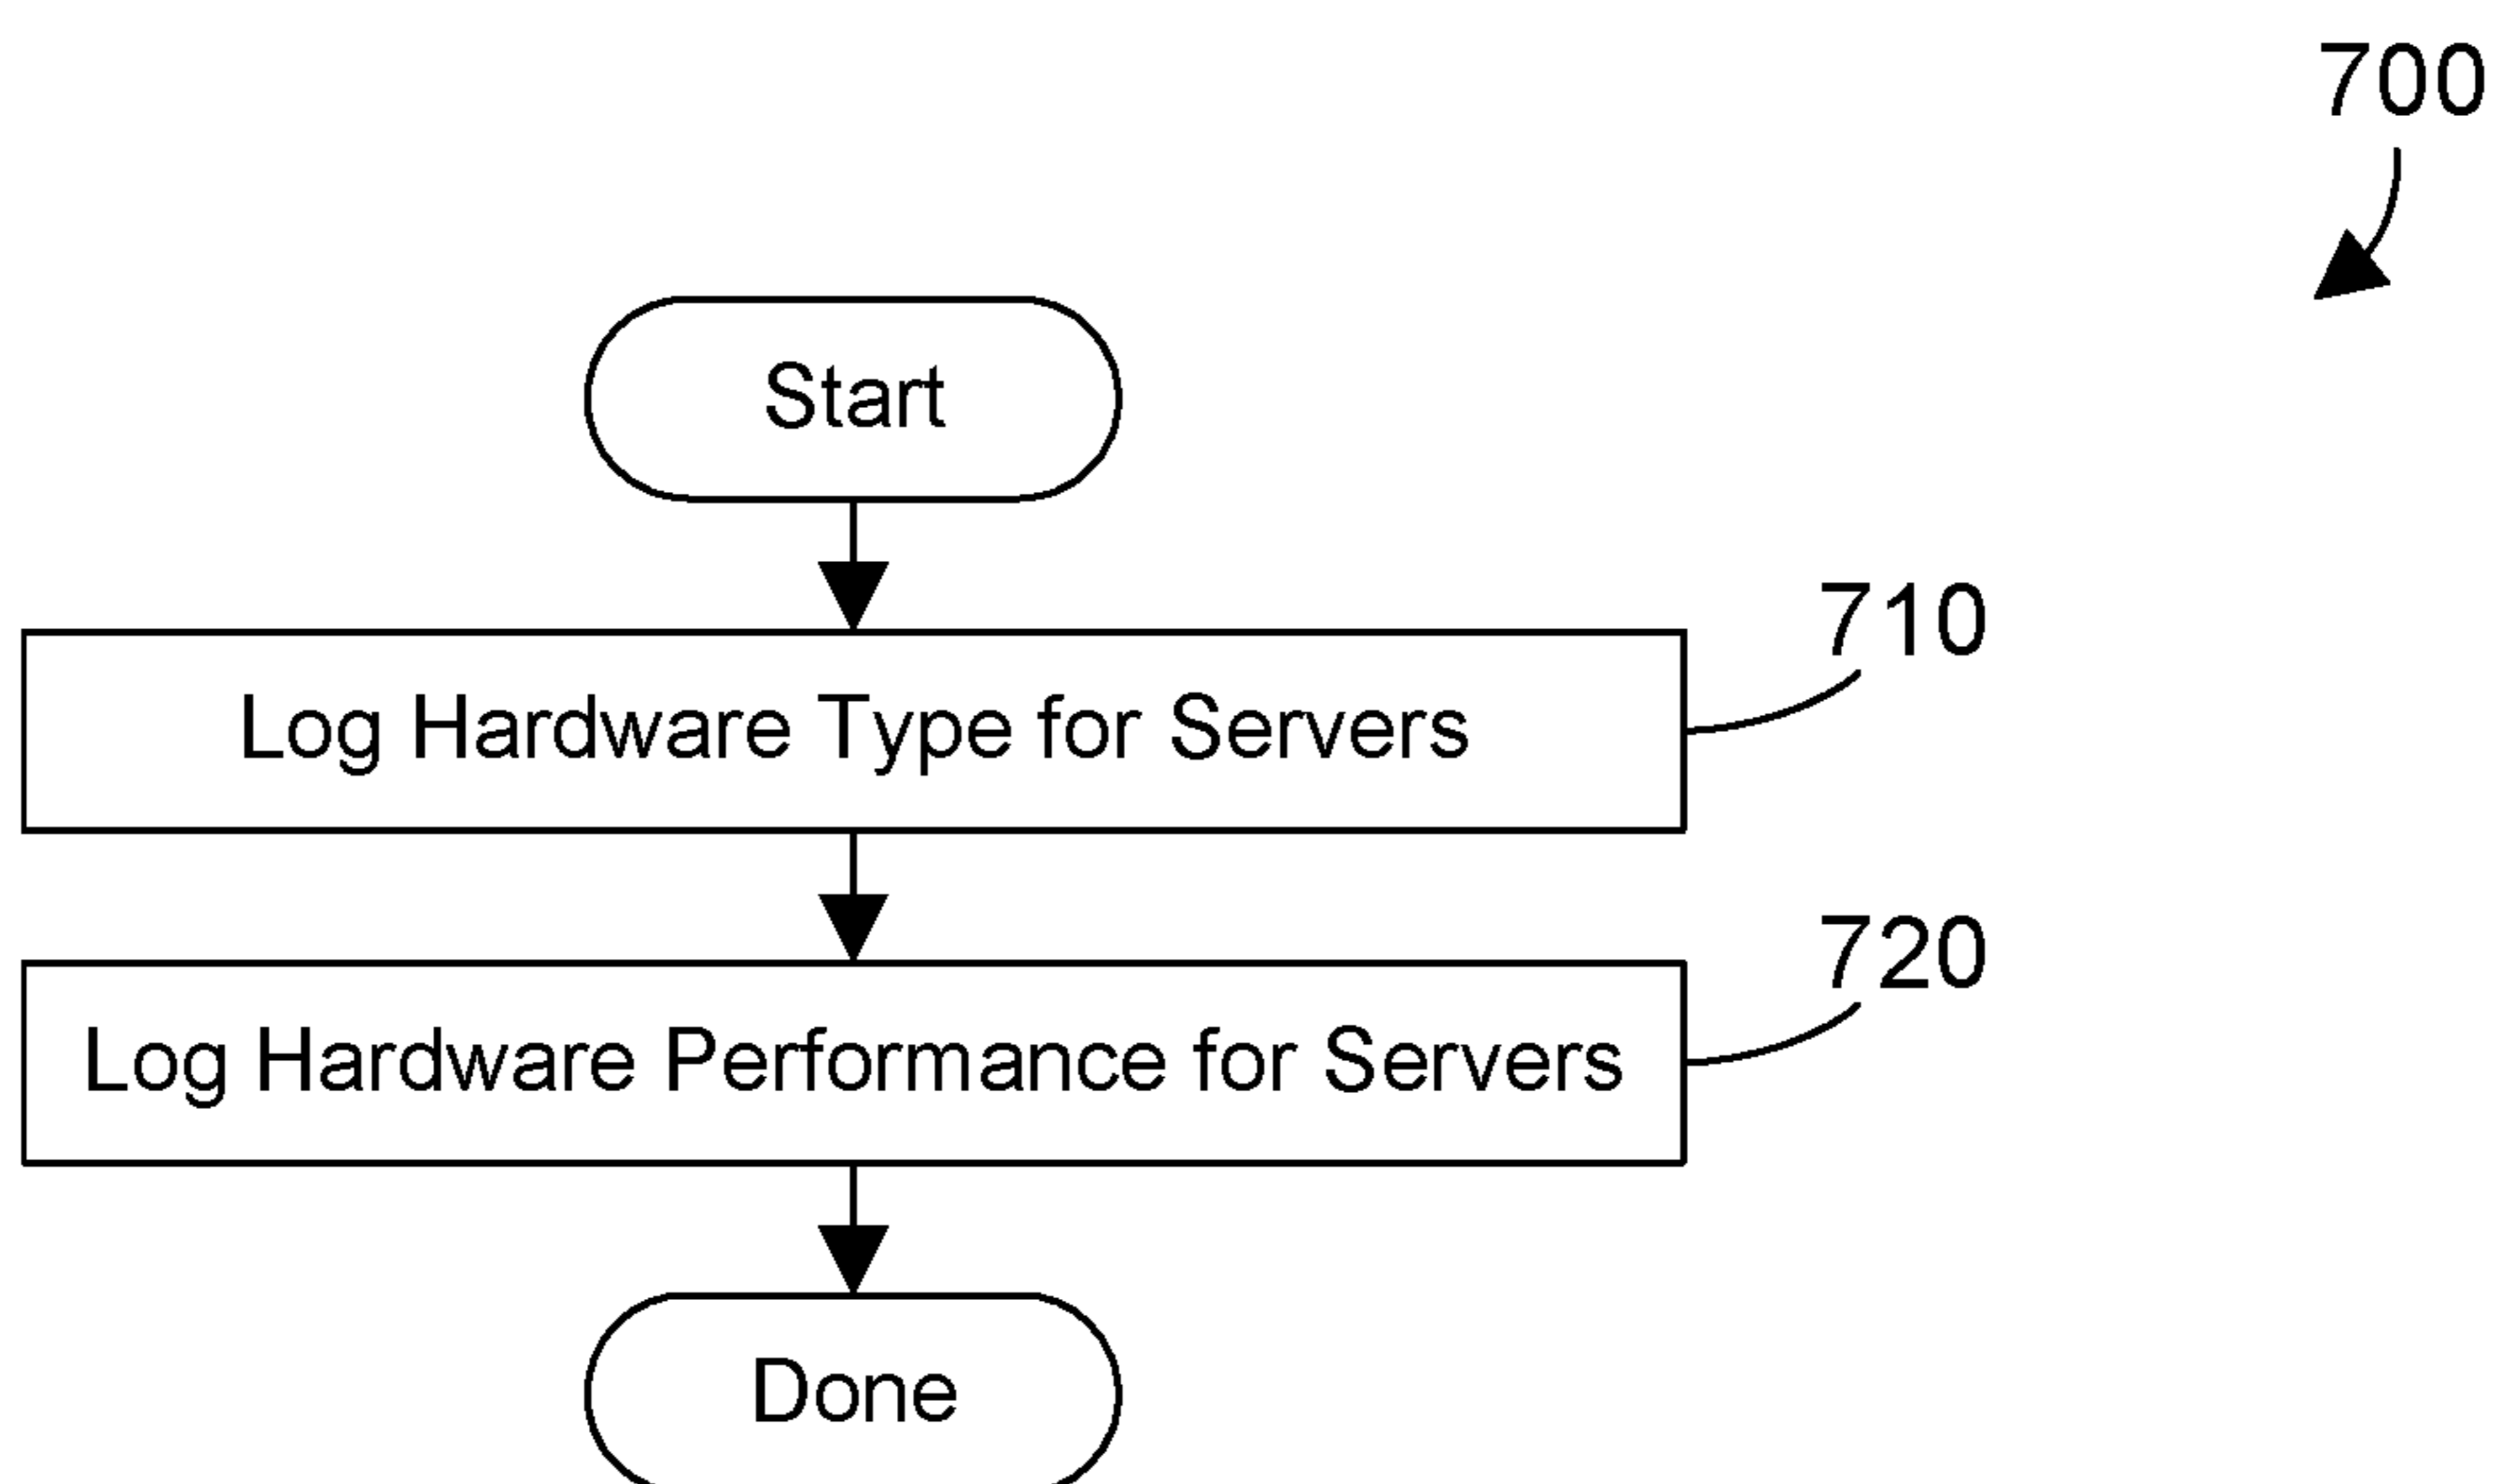 700
Start
710
Log Hardware Type for Servers
720
Log Hardware Performance for Servers
Done